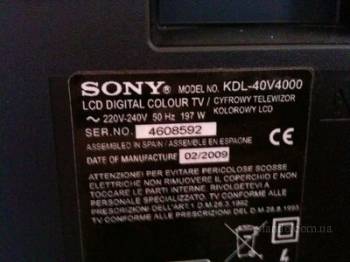 SONY® MODEL NO. KDL-40V4000
LCD DIGITAL COLOUR TV / CYFROWY TELEWIZOR
KOLOROWY LCD
~ 220V-240V 50 Hz 197 W
SER.NO. 4608592
ASSEMBLED IN SPAIN / ASSEMBLE EN ESPAGNE
DATE OF MANUFACTURE 02/2009
CE
ATTENZIONE! PER EVITARE PERICOLOSE SCOSSE
ELETTRICHE NON RIMUOVERE IL COPERCHIO E NON
TOCCARE LE PARTI INTERNE. RIVOLGETEVI A
PERSONALE SPECIALIZZATO. TV CONFORME ALLE
PRESCRIZIONI DELL'ART.1 D.M.26.3.1992
TV CONFORME ALLE PRESCRIZIONI DEL D.M.26.8.1995